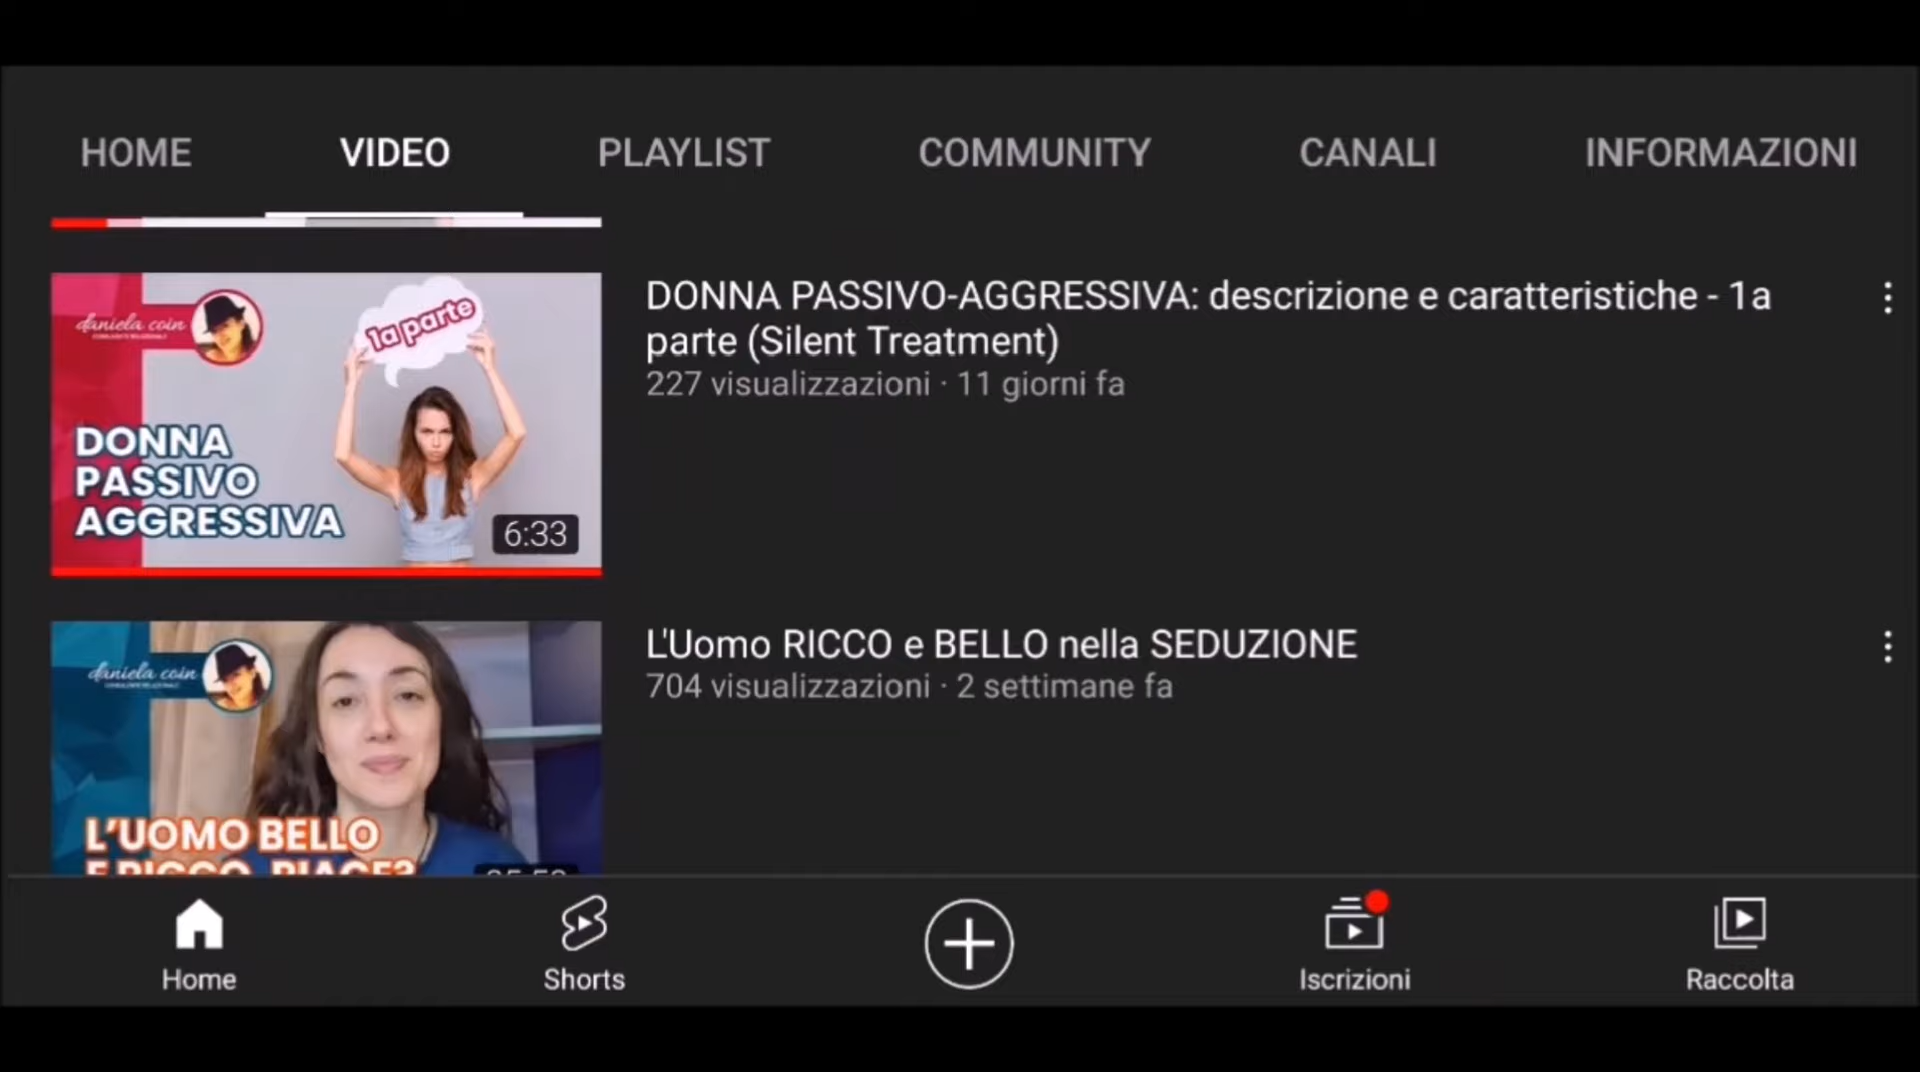 HOME
VIDEO
PLAYLIST
COMMUNITY
CANALI
INFORMAZIONI
daniela coin
1a parte
DONNA
PASSIVO
AGGRESSIVA
6:33
DONNA PASSIVO-AGGRESSIVA: descrizione e caratteristiche - 1a
parte (Silent Treatment)
227 visualizzazioni · 11 giorni fa
daniela coin
L'UOMO BELLO
E RICCO, PIACE?
L'Uomo RICCO e BELLO nella SEDUZIONE
704 visualizzazioni · 2 settimane fa
Home
Shorts
Iscrizioni
Raccolta